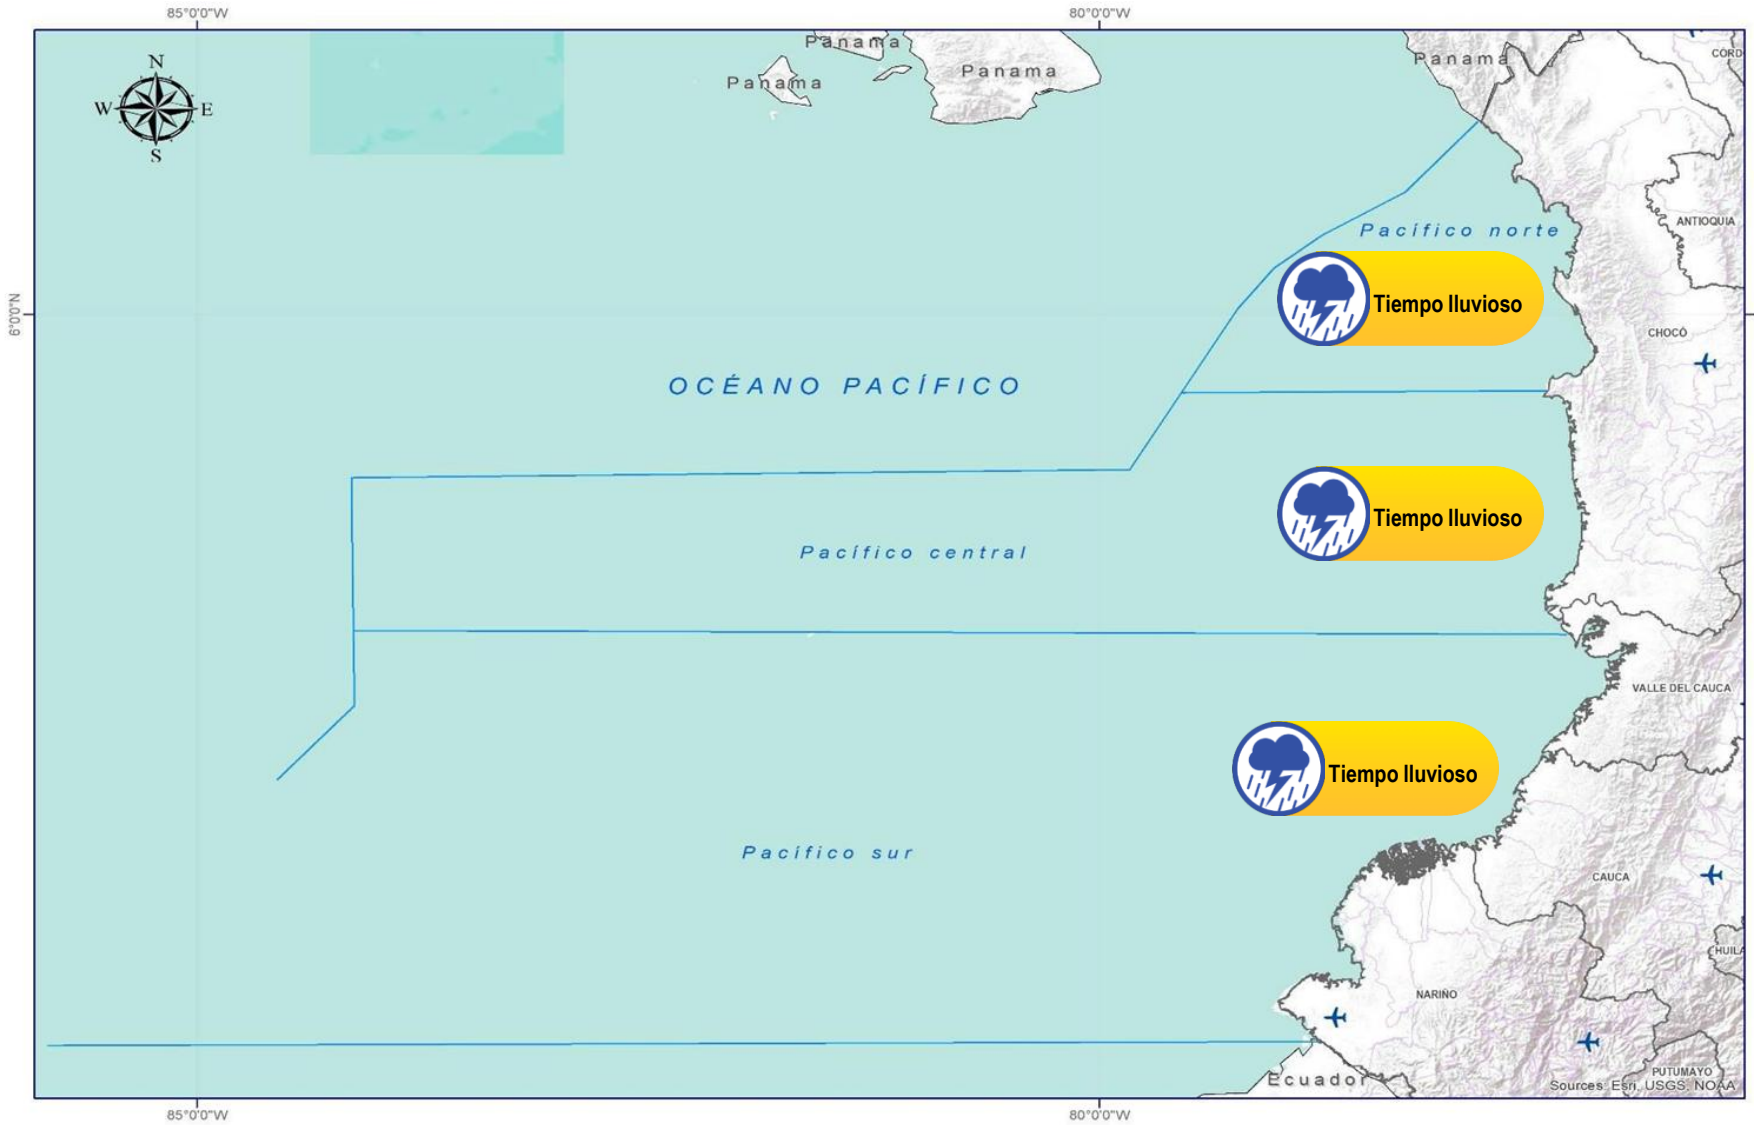 85°0'0"W
80°0'0"W
Panama
Panama
Panama
Panama
CORD
N
W
E
S
ANTIOQUIA
Pacífico norte
Tiempo lluvioso
6°0'0"N
CHOCÓ
OCÉANO PACÍFICO
Tiempo lluvioso
Pacífico central
VALLE DEL CAUCA
Tiempo lluvioso
Pacífico sur
CAUCA
HUILA
NARIÑO
PUTUMAYO
Ecuador
Sources: Esri, USGS, NOAA
85°0'0"W
80°0'0"W